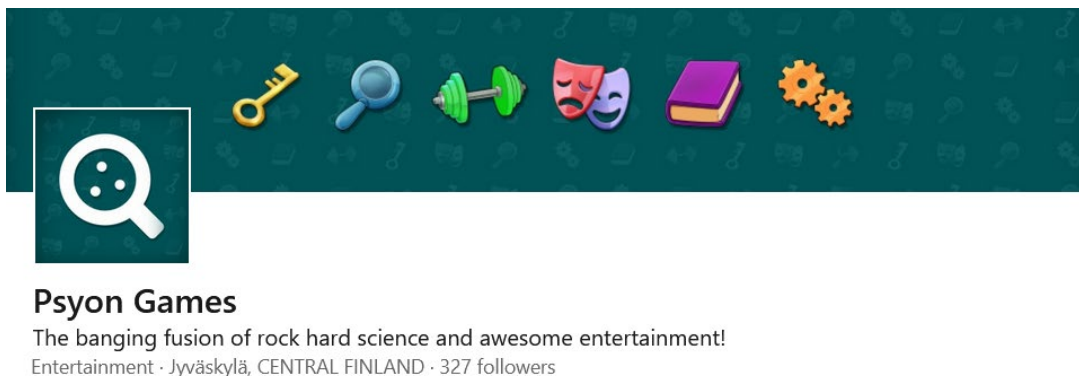 Psyon Games
The banging fusion of rock hard science and awesome entertainment!
Entertainment · Jyväskylä, CENTRAL FINLAND · 327 followers